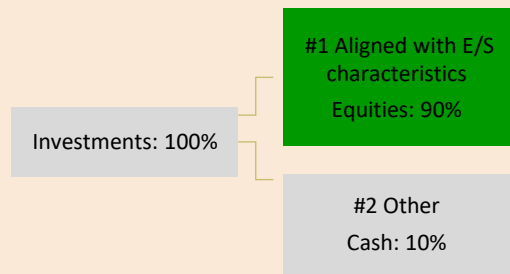 #1 Aligned with E/S
characteristics
Equities: 90%
Investments: 100%
#2 Other
Cash: 10%